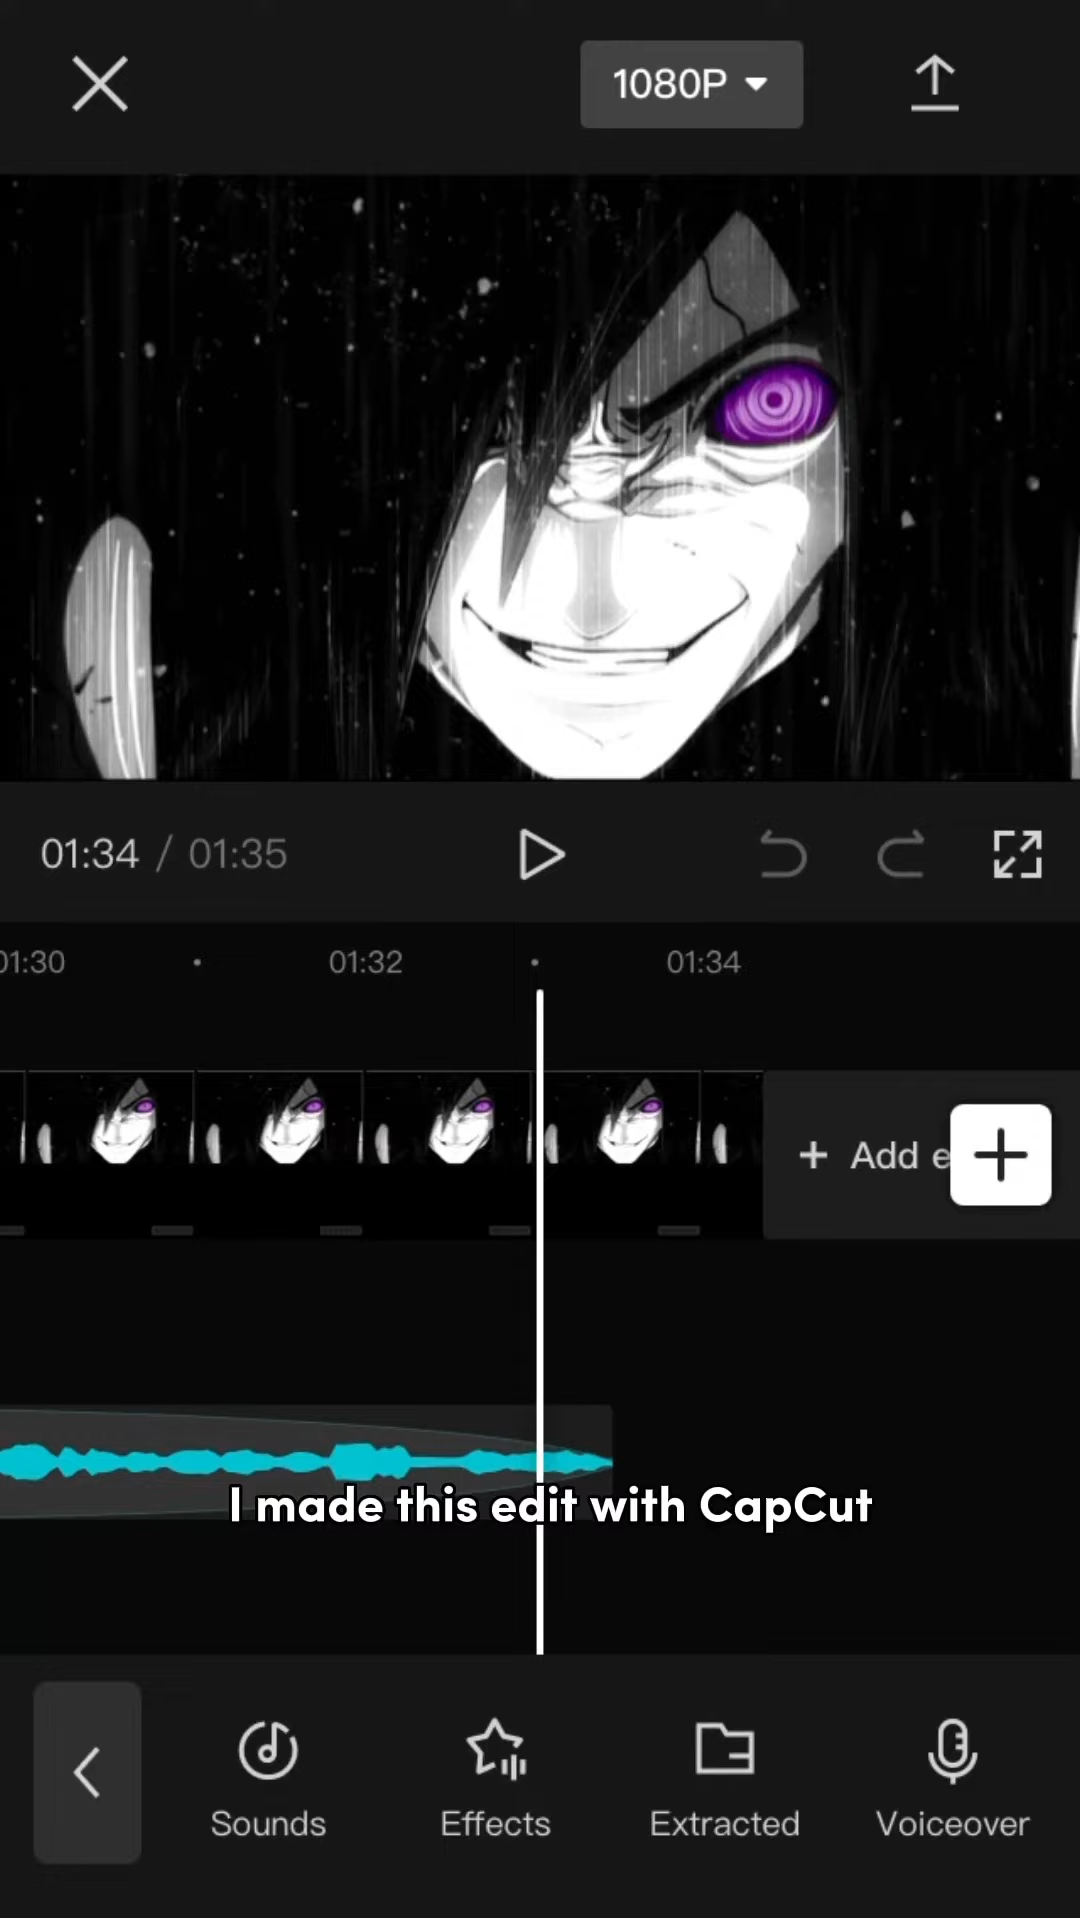 1080P
01:34 / 01:35
01:30
01:32
01:34
+ Add e
I made this edit with CapCut
Sounds
Effects
Extracted
Voiceover